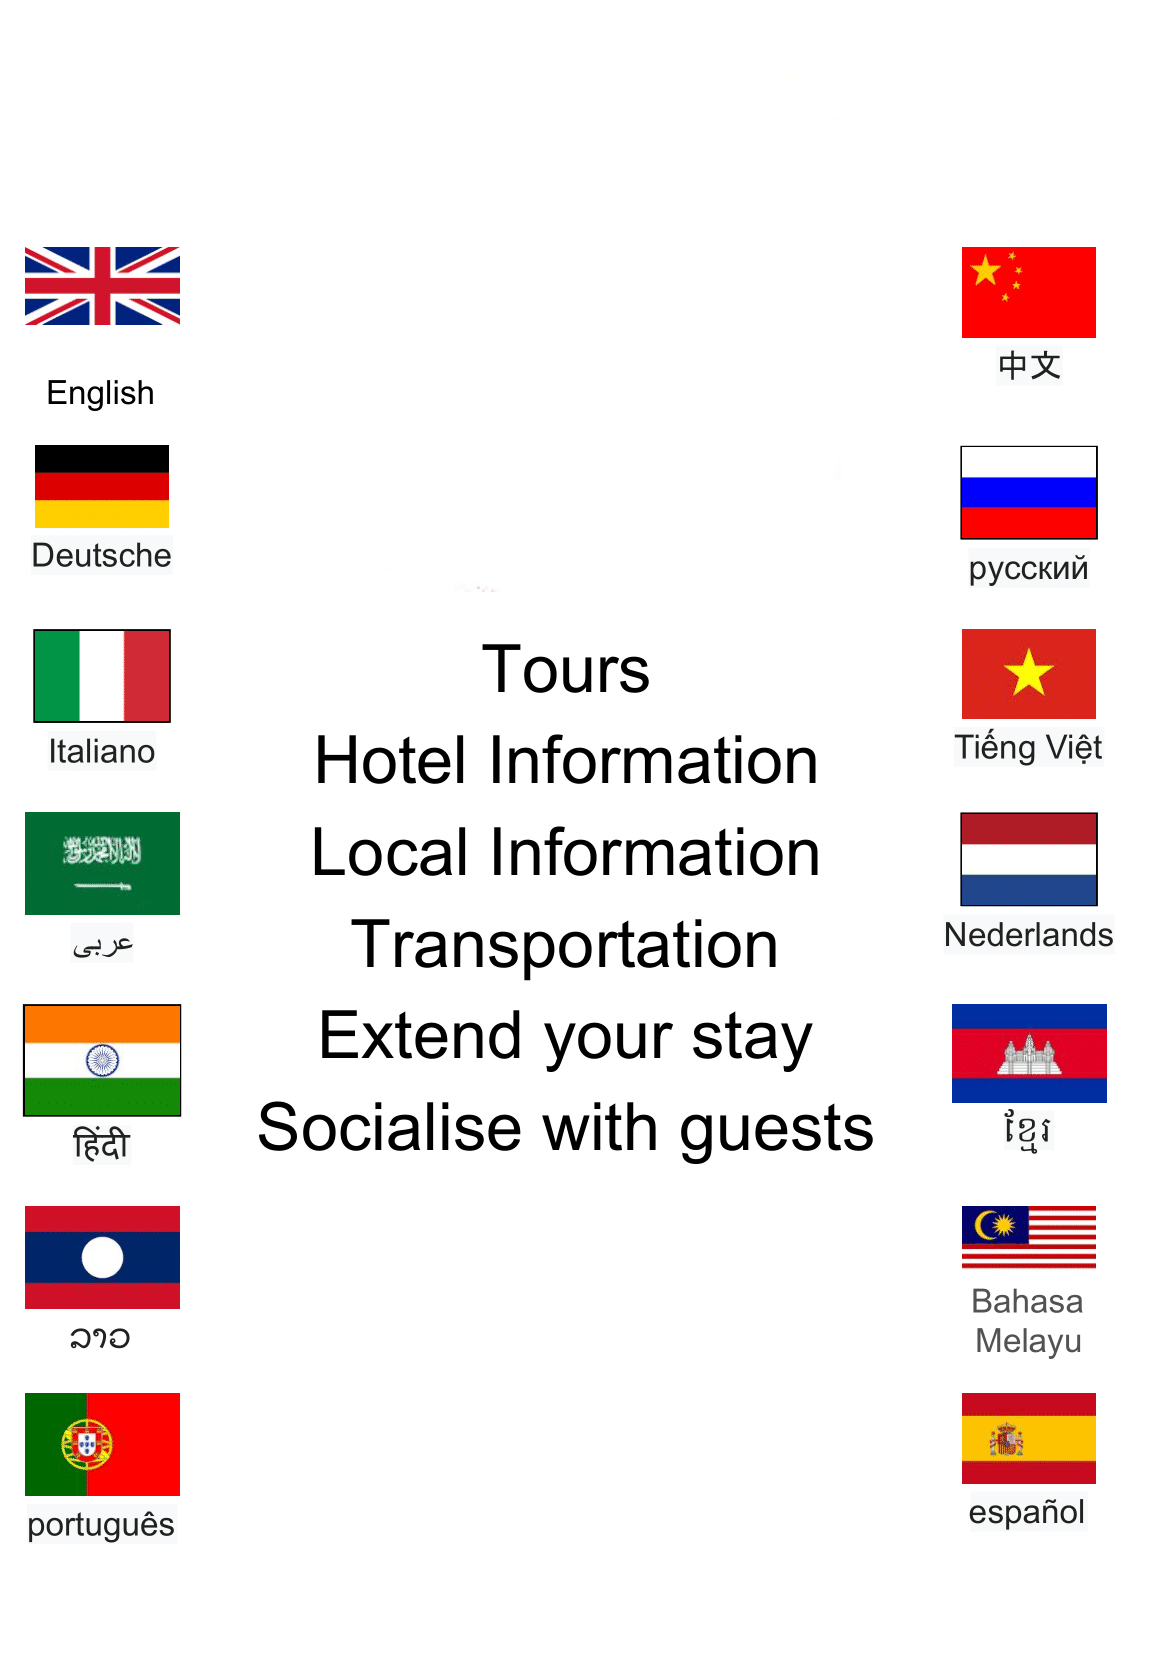 English
Deutsche
Italiano
عربى
हिंदी
ລາວ
português
Tours
Hotel Information
Local Information
Transportation
Extend your stay
Socialise with guests
中文
русский
Tiếng Việt
Nederlands
ខ្មែរ
Bahasa
Melayu
español